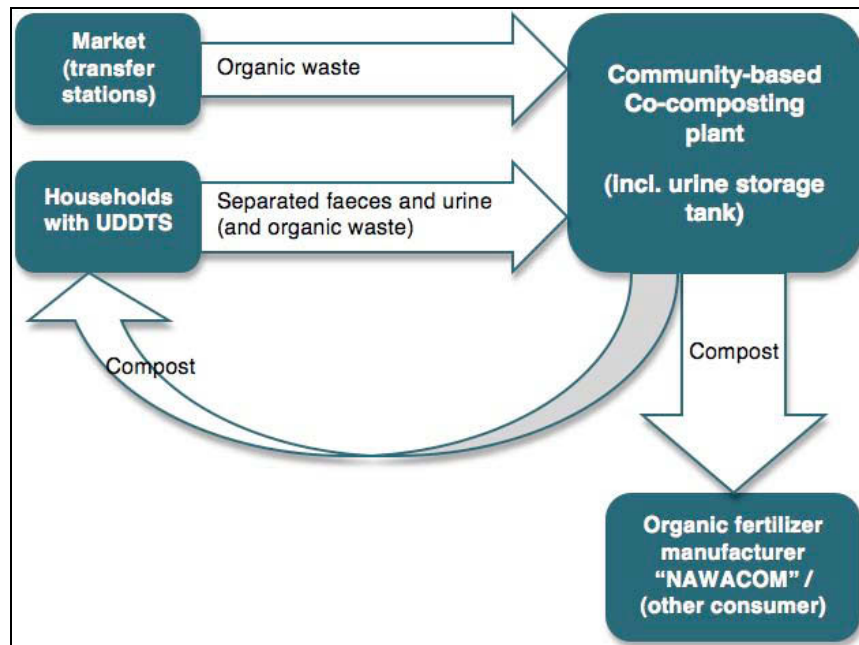 Market
(transfer
stations)
Organic waste
Community-based
Co-composting
plant
(incl. urine storage
tank)
Households
with UDDTS
Separated faeces and urine
(and organic waste)
Compost
Compost
Organic fertilizer
manufacturer
“NAWACOM” /
(other consumer)